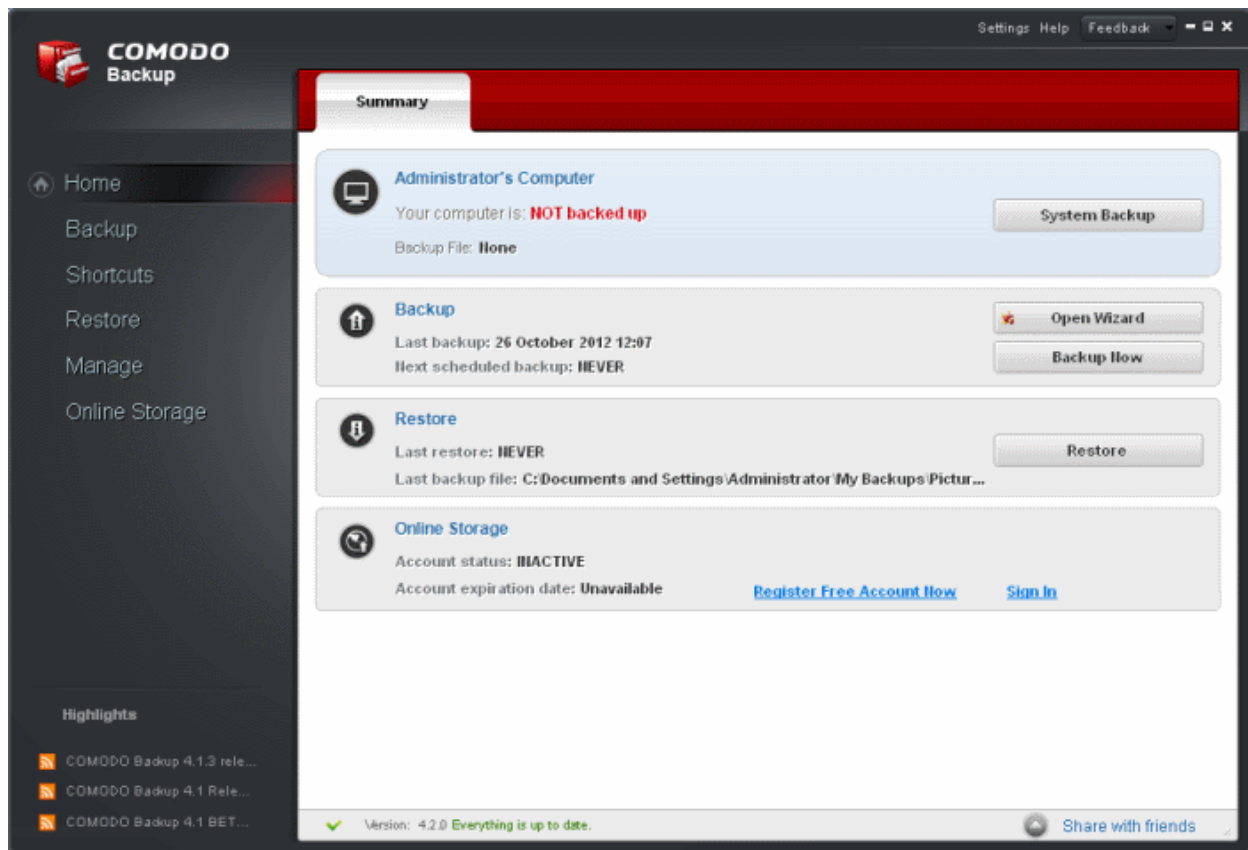 Settings Help Feedback
COMODO
Backup
Summary
Home
Backup
Shortcuts
Restore
Manage
Online Storage
Administrator's Computer
Your computer is: NOT backed up
System Backup
Backup File: None
Backup
Open Wizard
Last backup: 26 October 2012 12:07
Next scheduled backup: NEVER
Backup Now
Restore
Last restore: NEVER
Restore
Last backup file: C:\Documents and Settings\Administrator\My Backups\Pictur...
Online Storage
Account status: INACTIVE
Account expiration date: Unavailable
Register Free Account Now
Sign In
Highlights
COMODO Backup 4.1.3 rele...
COMODO Backup 4.1 Rele...
COMODO Backup 4.1 BET...
Version: 4.2.0 Everything is up to date.
Share with friends